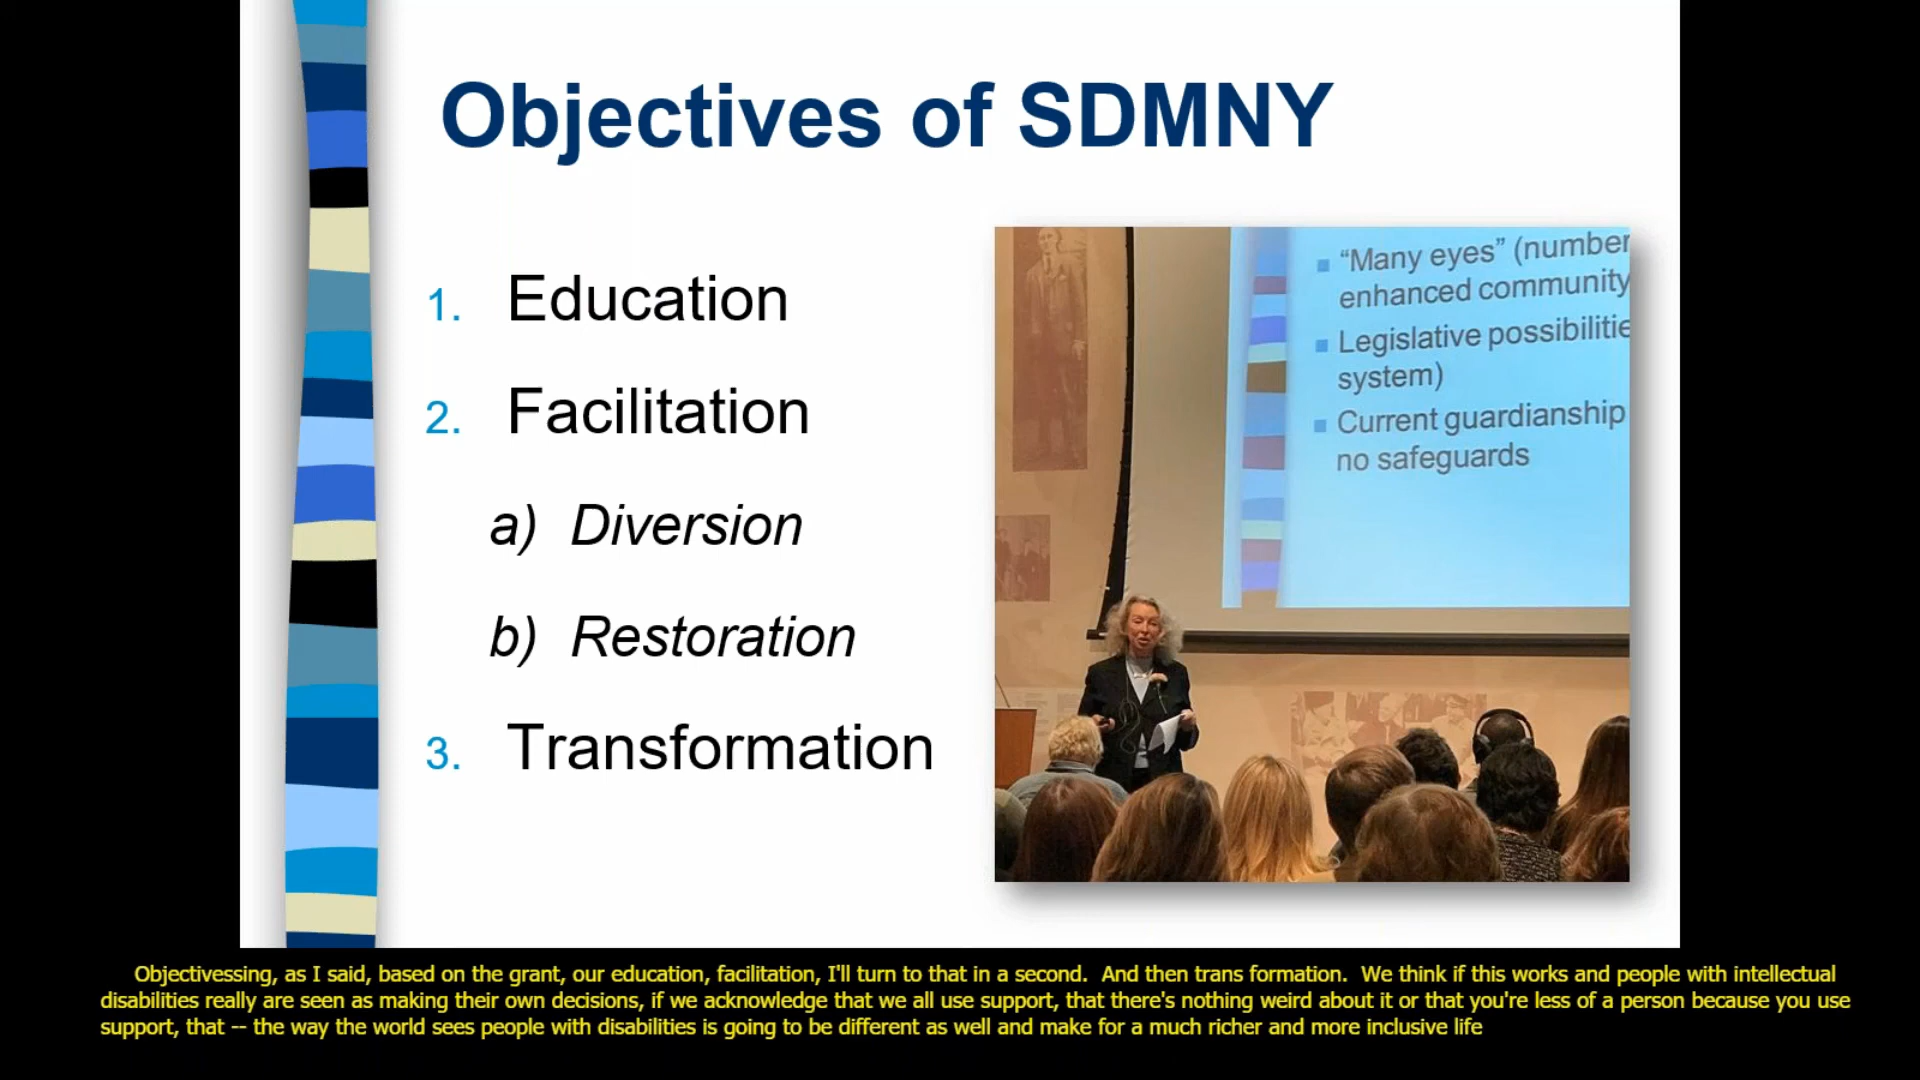 Objectives of SDMNY
1. Education
2. Facilitation
a) Diversion
b) Restoration
3. Transformation
“Many eyes” (number
enhanced community
Legislative possibilitie
system)
Current guardianship
no safeguards
Objectivessing, as I said, based on the grant, our education, facilitation, I'll turn to that in a second. And then trans formation. We think if this works and people with intellectual
disabilities really are seen as making their own decisions, if we acknowledge that we all use support, that there's nothing weird about it or that you're less of a person because you use
support, that -- the way the world sees people with disabilities is going to be different as well and make for a much richer and more inclusive life